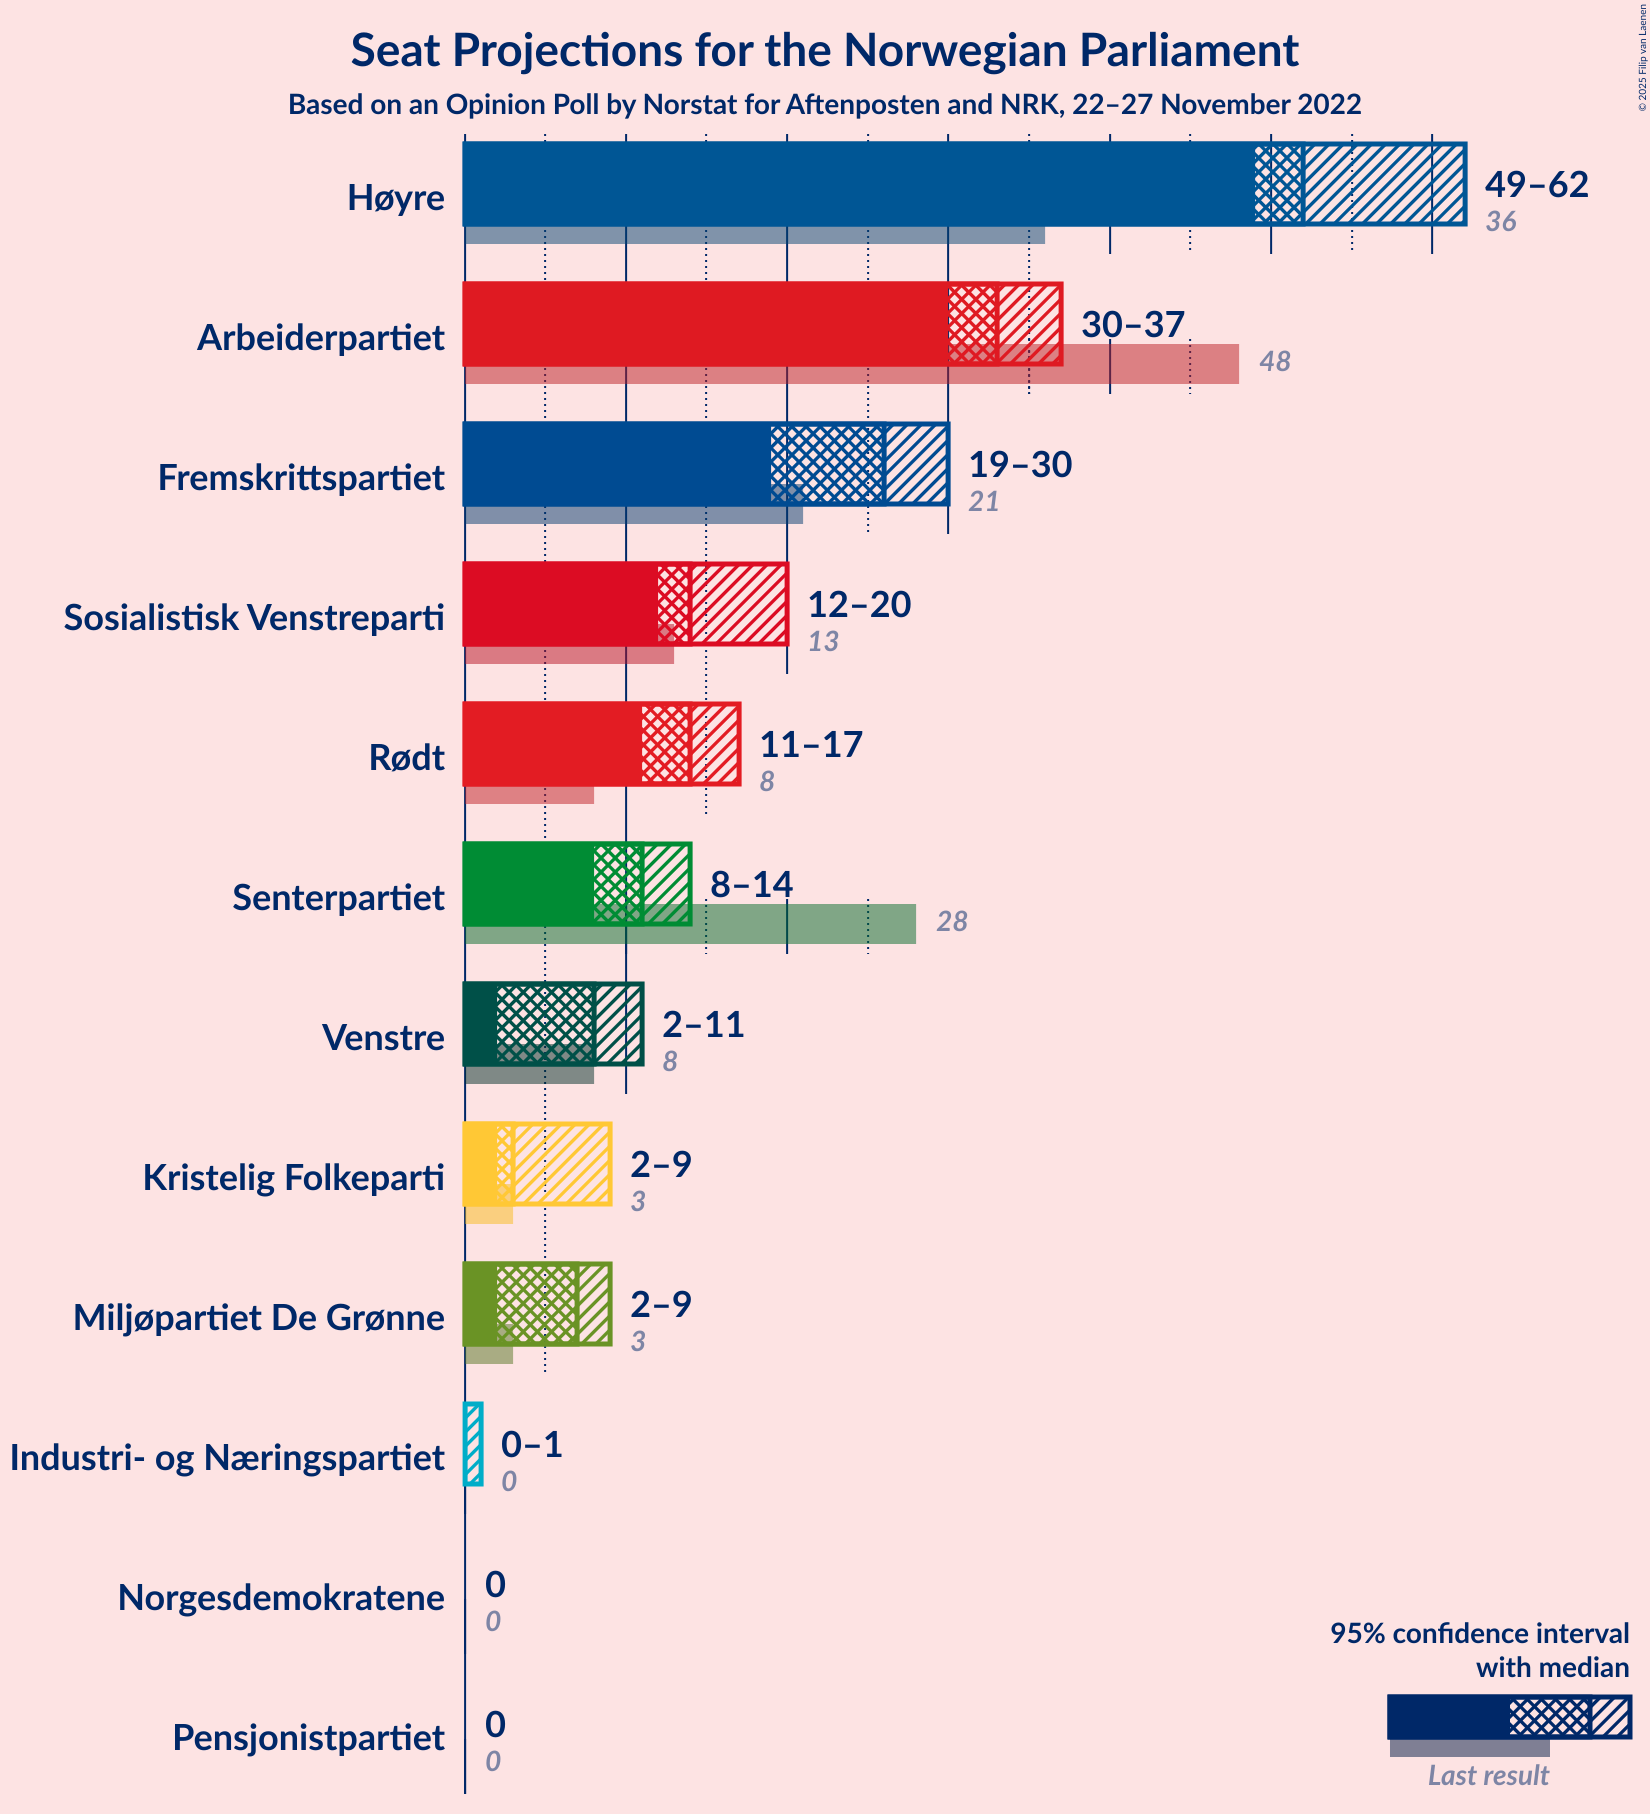 Seat Projections for the Norwegian Parliament
Based on an Opinion Poll by Norstat for Aftenposten and NRK, 22–27 November 2022
© 2025 Filip van Laenen
Høyre
49–62
36
Arbeiderpartiet
30–37
48
Fremskrittspartiet
19–30
21
Sosialistisk Venstreparti
12–20
13
Rødt
11–17
8
Senterpartiet
8–14
28
Venstre
2–11
8
Kristelig Folkeparti
2–9
3
Miljøpartiet De Grønne
2–9
3
Industri- og Næringspartiet
0–1
0
Norgesdemokratene
0
0
Pensjonistpartiet
0
0
95% confidence interval
with median
Last result